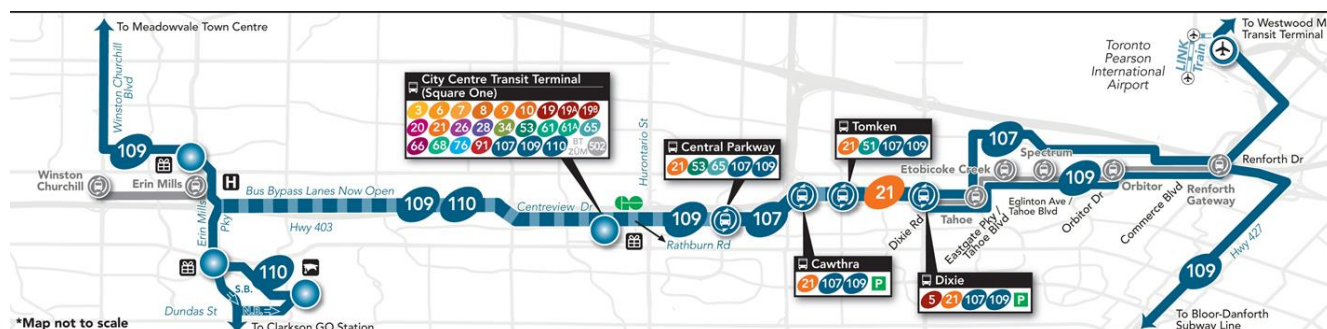 To Meadowvale Town Centre
Winston Churchill
Blvd
109
Winston
Churchill
Erin Mills
H
Erin Mills
Pky
Bus Bypass Lanes Now Open
Hwy 403
109
110
110
S.B.
N.B. =>
Dundas St
To Clarkson GO Station
*Map not to scale
City Centre Transit Terminal
(Square One)
3 6 7 8 9 10 19 19A 19B
20 21 26 28 34 53 61 61A 65
66 68 76 91 107 109 110 BT ZÜM 502
Centreview Dr
Hurontario St
Rathburn Rd
109
Central Parkway
21 53 65 107 109
107
Cawthra
21 107 109 P
Tomken
21 51 107 109
21
Dixie Rd
Dixie
5 21 107 109 P
Etobicoke Creek
Tahoe
Eastgate Pky /
Tahoe Blvd
107
Spectrum
Eglinton Ave /
Tahoe Blvd
109
Orbitor Dr
Orbitor
Commerce Blvd
Renforth Dr
Renforth
Gateway
Toronto
Pearson
International
Airport
LINK
Train
To Westwood M
Transit Terminal
Hwy 427
109
To Bloor-Danforth
Subway Line